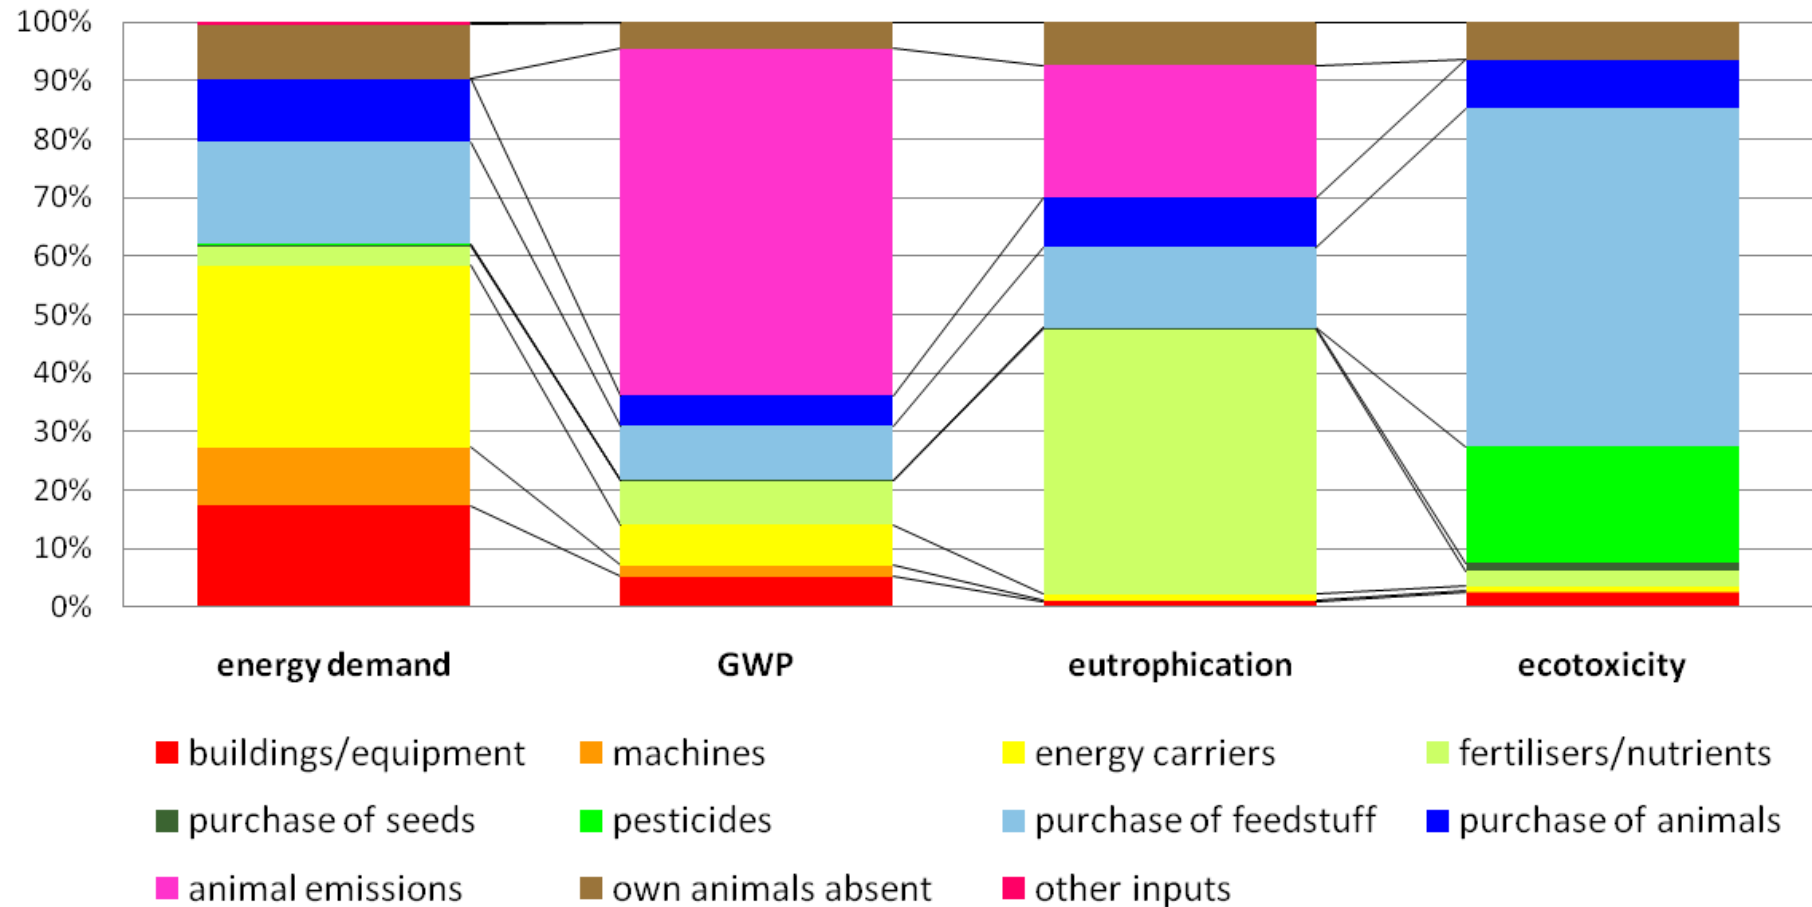 100%
90%
80%
70%
60%
50%
40%
30%
20%
10%
0%
energy demand GWP eutrophication ecotoxicity
buildings/equipment machines energy carriers fertilisers/nutrients
purchase of seeds pesticides purchase of feedstuff purchase of animals
animal emissions own animals absent other inputs